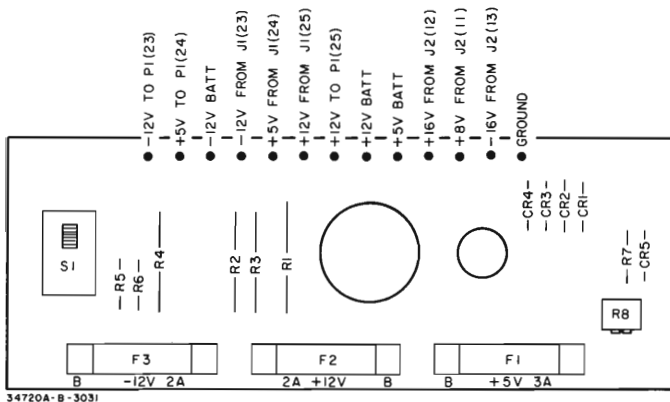 -12V TO P1(23)
+5V TO P1(24)
-12V BATT
-12V FROM J1(23)
+5V FROM J1(24)
+12V FROM J1(25)
+12V TO P1(25)
+12V BATT
+5V BATT
+16V FROM J2(12)
+8V FROM J2(11)
-16V FROM J2(13)
GROUND
S1
R5
R6
R4
R2
R3
R1
CR4
CR3
CR2
CR1
R7
CR5
R8
F3
F2
F1
B -12V 2A
2A +12V B
B +5V 3A
34720A-B-3031